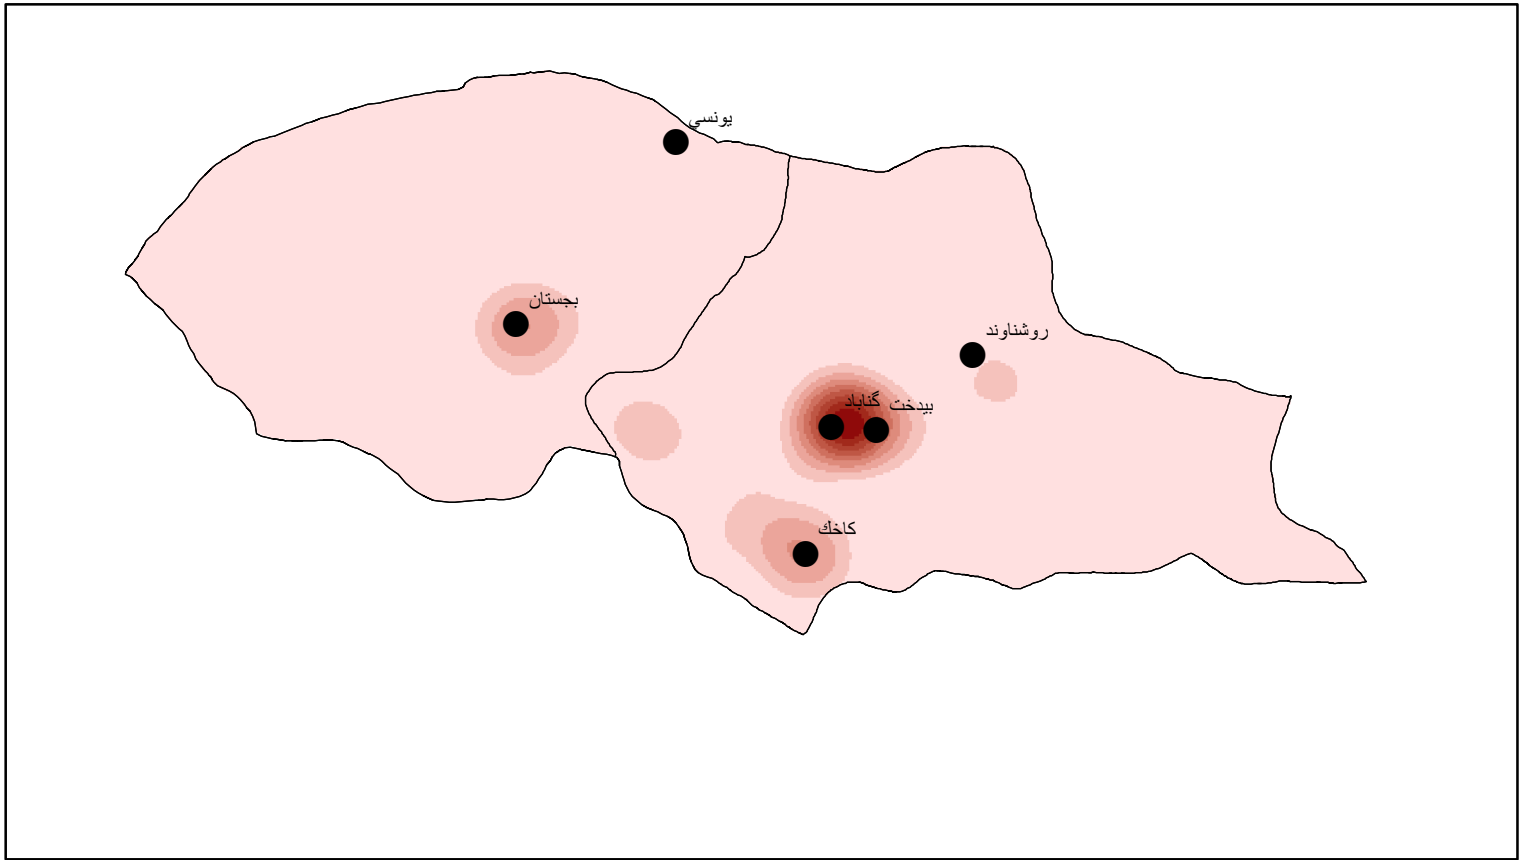 يونسي
بجستان
روشناوند
گناباد
بيدخت
كاخك